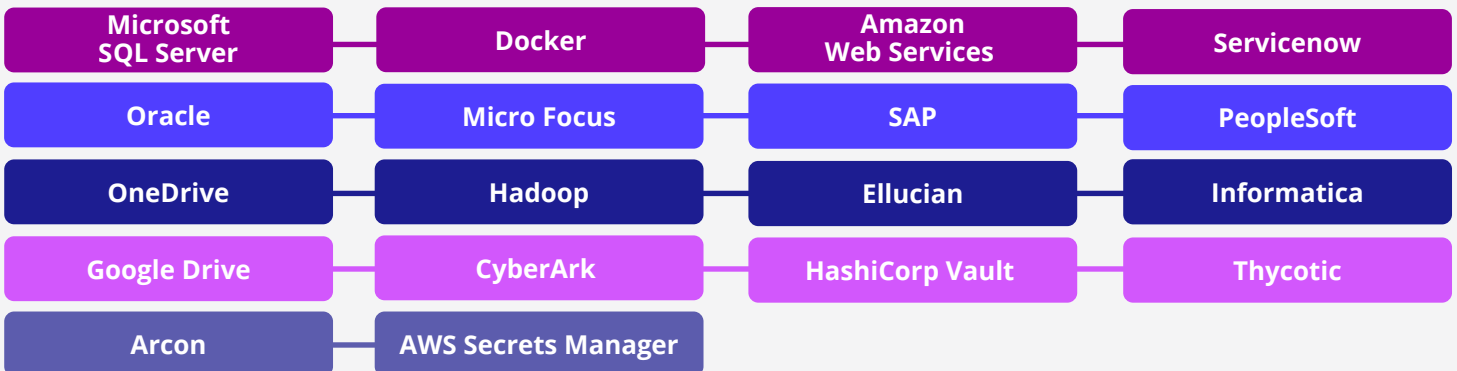 Microsoft
SQL Server
Docker
Amazon
Web Services
Servicenow
Oracle
Micro Focus
SAP
PeopleSoft
OneDrive
Hadoop
Ellucian
Informatica
Google Drive
CyberArk
HashiCorp Vault
Thycotic
Arcon
AWS Secrets Manager